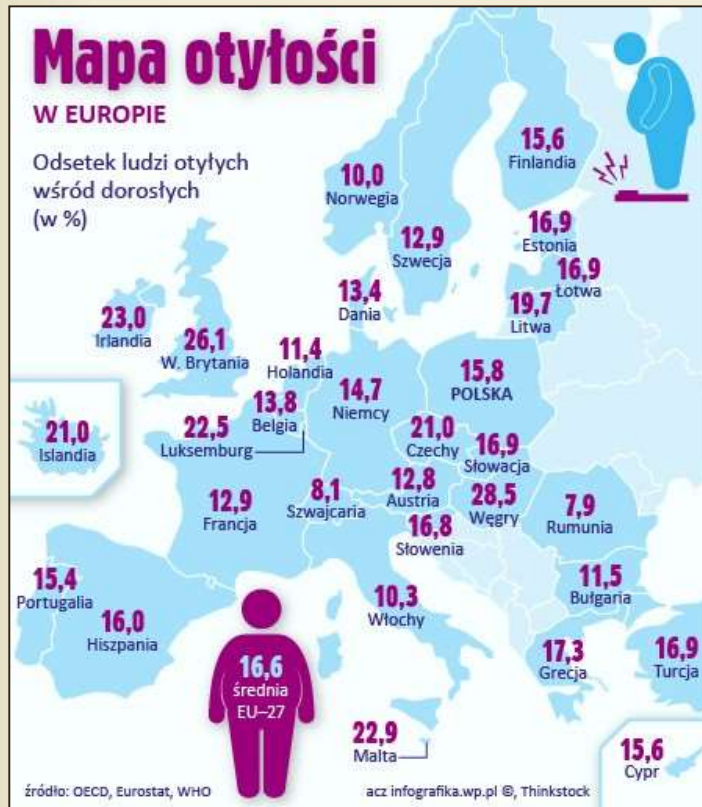 Mapa otyłości
W EUROPIE
Odsetek ludzi otyłych
wśród dorosłych
(w %)
15,6
Finlandia
10,0
Norwegia
12,9
Szwecja
16,9
Estonia
16,9
Łotwa
19,7
Litwa
13,4
Dania
23,0
Irlandia
26,1
W. Brytania
11,4
Holandia
15,8
POLSKA
14,7
Niemcy
13,8
Belgia
22,5
Luksemburg
21,0
Islandia
21,0
Czechy
16,9
Słowacja
12,9
Francja
8,1
Szwajcaria
12,8
Austria
28,5
Węgry
7,9
Rumunia
16,8
Słowenia
11,5
Bułgaria
15,4
Portugalia
16,0
Hiszpania
10,3
Włochy
17,3
Grecja
16,9
Turcja
16,6
średnia
EU–27
22,9
Malta
15,6
Cypr
źródło: OECD, Eurostat, WHO
acz infografika.wp.pl ©, Thinkstock